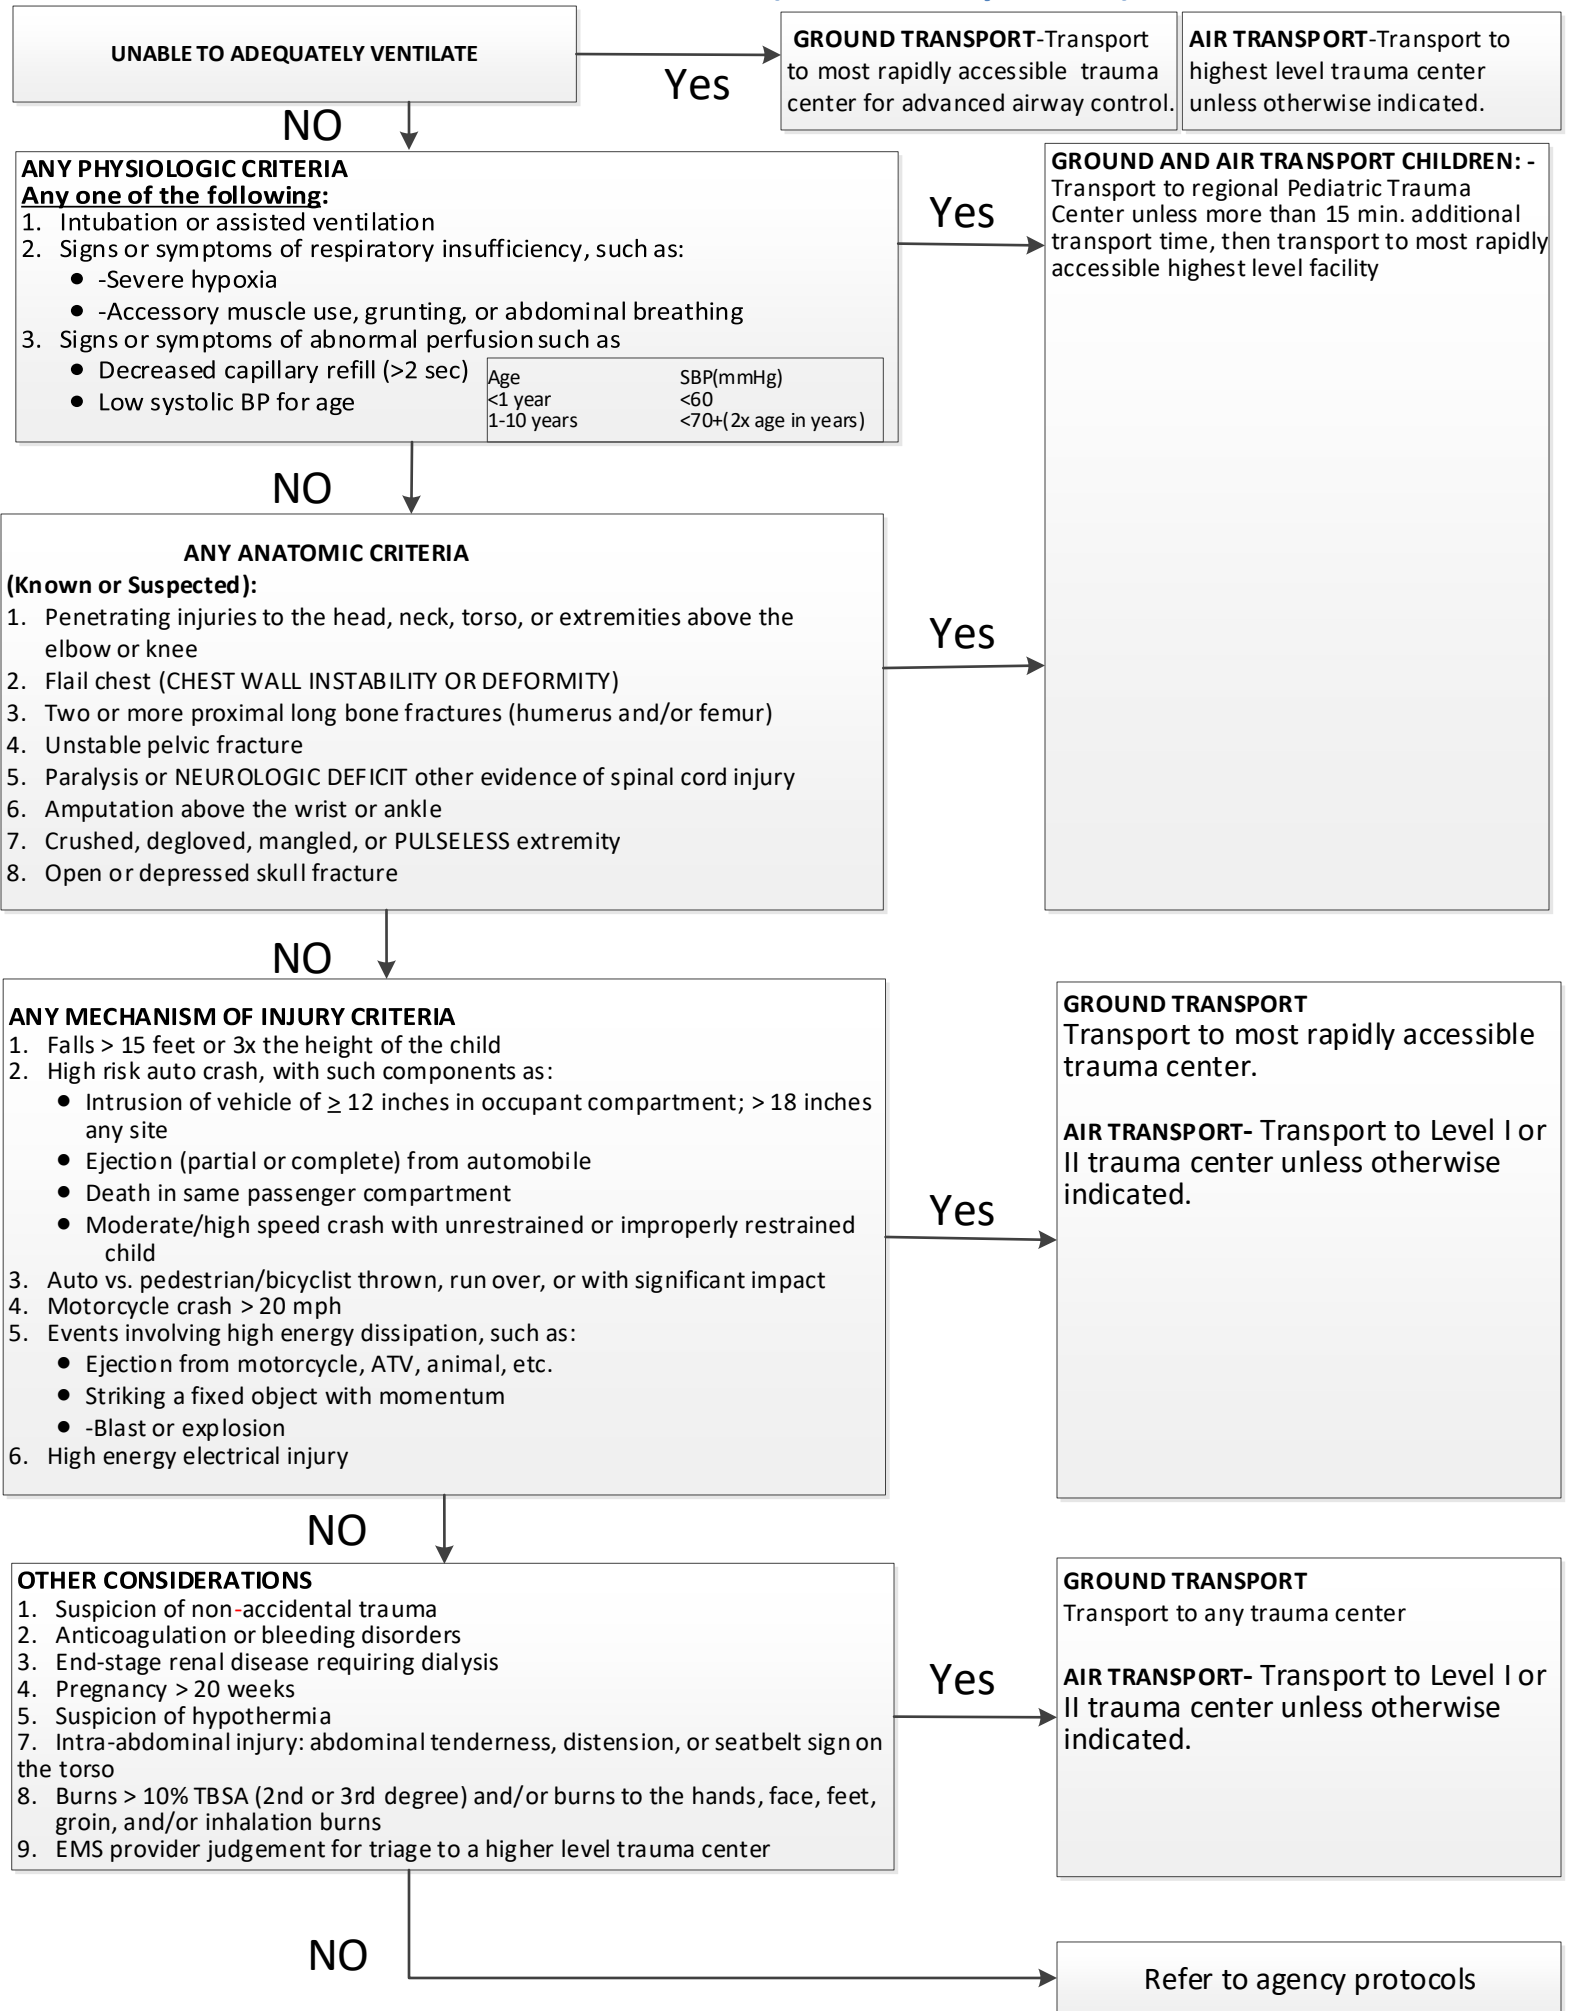 UNABLE TO ADEQUATELY VENTILATE
Yes
GROUND TRANSPORT-Transport
to most rapidly accessible trauma
center for advanced airway control.
AIR TRANSPORT-Transport to
highest level trauma center
unless otherwise indicated.
NO
ANY PHYSIOLOGIC CRITERIA
Any one of the following:
1. Intubation or assisted ventilation
2. Signs or symptoms of respiratory insufficiency, such as:
• -Severe hypoxia
• -Accessory muscle use, grunting, or abdominal breathing
3. Signs or symptoms of abnormal perfusion such as
• Decreased capillary refill (>2 sec)
• Low systolic BP for age
Age SBP(mmHg)
<1 year <60
1-10 years <70+(2x age in years)
Yes
GROUND AND AIR TRANSPORT CHILDREN: -
Transport to regional Pediatric Trauma
Center unless more than 15 min. additional
transport time, then transport to most rapidly
accessible highest level facility
NO
ANY ANATOMIC CRITERIA
(Known or Suspected):
1. Penetrating injuries to the head, neck, torso, or extremities above the
elbow or knee
2. Flail chest (CHEST WALL INSTABILITY OR DEFORMITY)
3. Two or more proximal long bone fractures (humerus and/or femur)
4. Unstable pelvic fracture
5. Paralysis or NEUROLOGIC DEFICIT other evidence of spinal cord injury
6. Amputation above the wrist or ankle
7. Crushed, degloved, mangled, or PULSELESS extremity
8. Open or depressed skull fracture
Yes
NO
ANY MECHANISM OF INJURY CRITERIA
1. Falls > 15 feet or 3x the height of the child
2. High risk auto crash, with such components as:
• Intrusion of vehicle of ≥ 12 inches in occupant compartment; > 18 inches
any site
• Ejection (partial or complete) from automobile
• Death in same passenger compartment
• Moderate/high speed crash with unrestrained or improperly restrained
child
3. Auto vs. pedestrian/bicyclist thrown, run over, or with significant impact
4. Motorcycle crash > 20 mph
5. Events involving high energy dissipation, such as:
• Ejection from motorcycle, ATV, animal, etc.
• Striking a fixed object with momentum
• -Blast or explosion
6. High energy electrical injury
Yes
GROUND TRANSPORT
Transport to most rapidly accessible
trauma center.
AIR TRANSPORT- Transport to Level I or
II trauma center unless otherwise
indicated.
NO
OTHER CONSIDERATIONS
1. Suspicion of non-accidental trauma
2. Anticoagulation or bleeding disorders
3. End-stage renal disease requiring dialysis
4. Pregnancy > 20 weeks
5. Suspicion of hypothermia
7. Intra-abdominal injury: abdominal tenderness, distension, or seatbelt sign on
the torso
8. Burns > 10% TBSA (2nd or 3rd degree) and/or burns to the hands, face, feet,
groin, and/or inhalation burns
9. EMS provider judgement for triage to a higher level trauma center
Yes
GROUND TRANSPORT
Transport to any trauma center
AIR TRANSPORT- Transport to Level I or
II trauma center unless otherwise
indicated.
NO
Refer to agency protocols